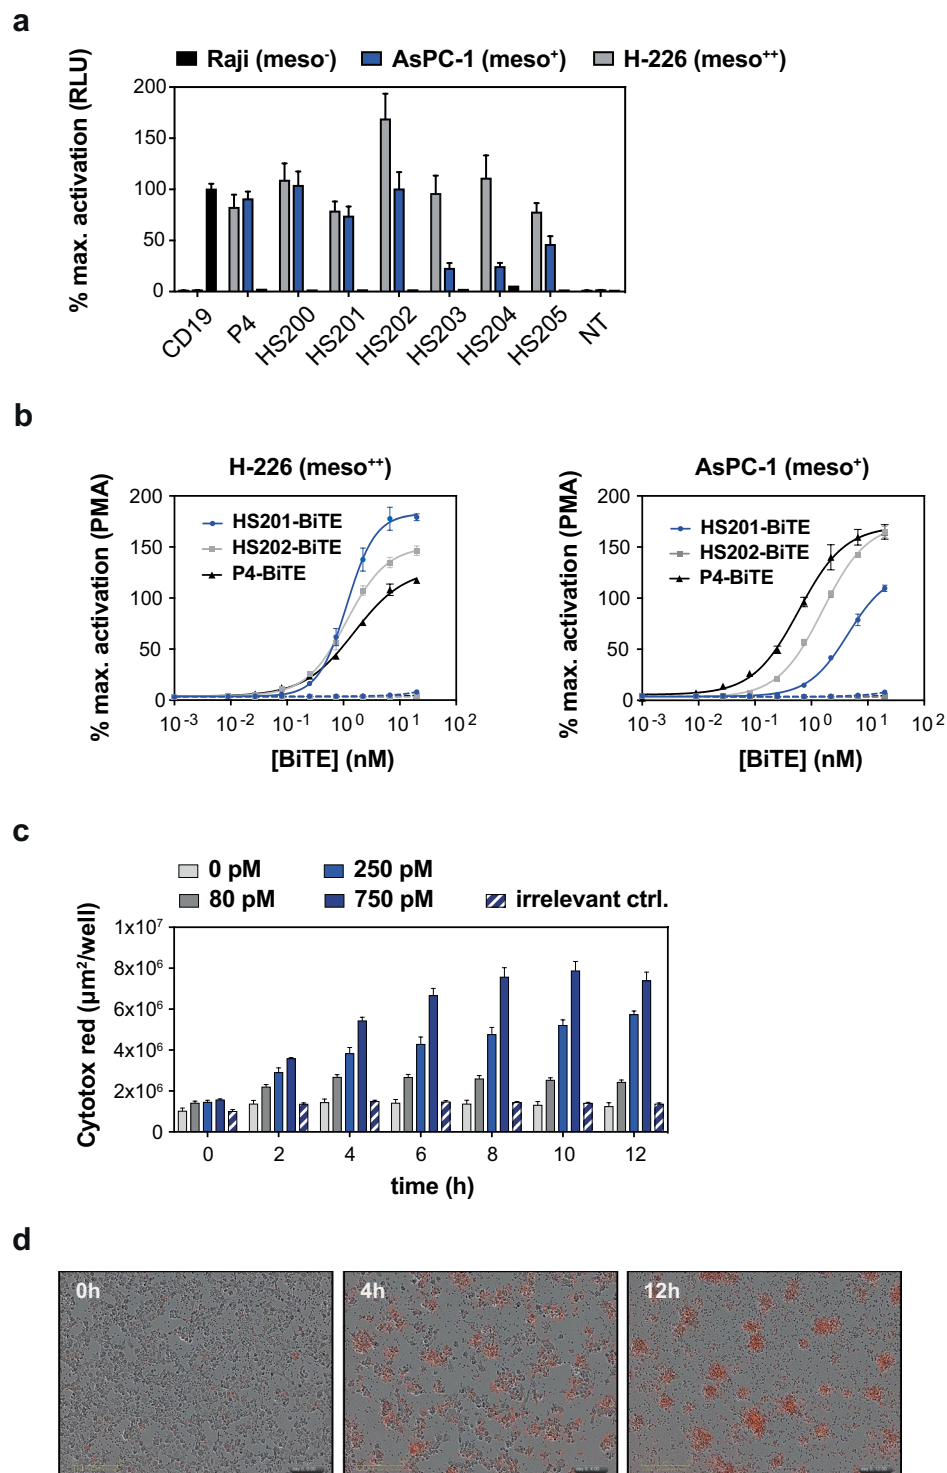 a
Raji (meso⁻) AsPC-1 (meso⁺) H-226 (meso⁺⁺)
% max. activation (RLU)
200
150
100
50
0
CD19 P4 HS200 HS201 HS202 HS203 HS204 HS205 NT
b
H-226 (meso⁺⁺)
% max. activation (PMA)
200
150
100
50
0
HS201-BiTE
HS202-BiTE
P4-BiTE
10⁻³ 10⁻² 10⁻¹ 10⁰ 10¹ 10²
[BiTE] (nM)
AsPC-1 (meso⁺)
% max. activation (PMA)
200
150
100
50
0
HS201-BiTE
HS202-BiTE
P4-BiTE
10⁻³ 10⁻² 10⁻¹ 10⁰ 10¹ 10²
[BiTE] (nM)
c
0 pM 250 pM
80 pM 750 pM irrelevant ctrl.
Cytotox red (µm²/well)
1x10⁷
8x10⁶
6x10⁶
4x10⁶
2x10⁶
0
0 2 4 6 8 10 12
time (h)
d
0h 4h 12h